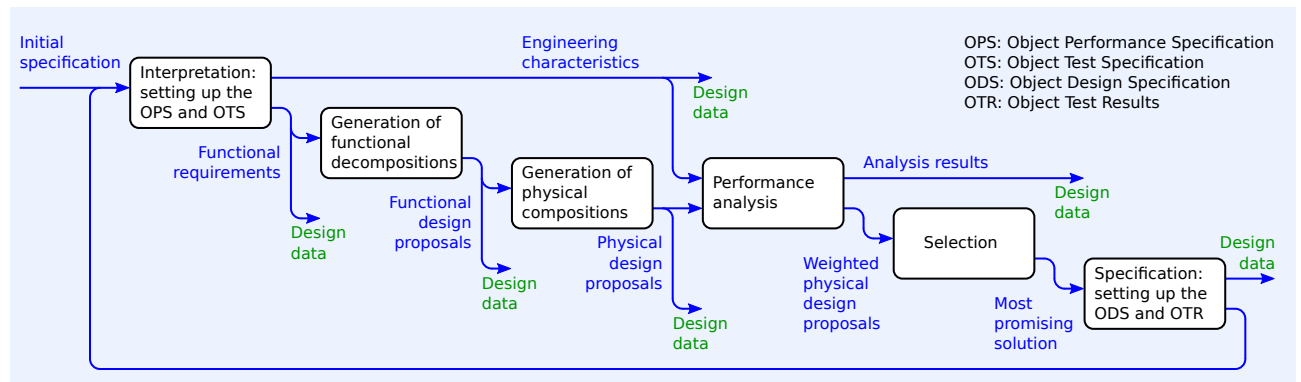 Initial
specification
Interpretation:
setting up the
OPS and OTS
Engineering
characteristics
Design
data
OPS: Object Performance Specification
OTS: Object Test Specification
ODS: Object Design Specification
OTR: Object Test Results
Functional
requirements
Design
data
Generation of
functional
decompositions
Functional
design
proposals
Design
data
Generation of
physical
compositions
Physical
design
proposals
Design
data
Performance
analysis
Analysis results
Design
data
Weighted
physical
design
proposals
Selection
Most
promising
solution
Specification:
setting up the
ODS and OTR
Design
data